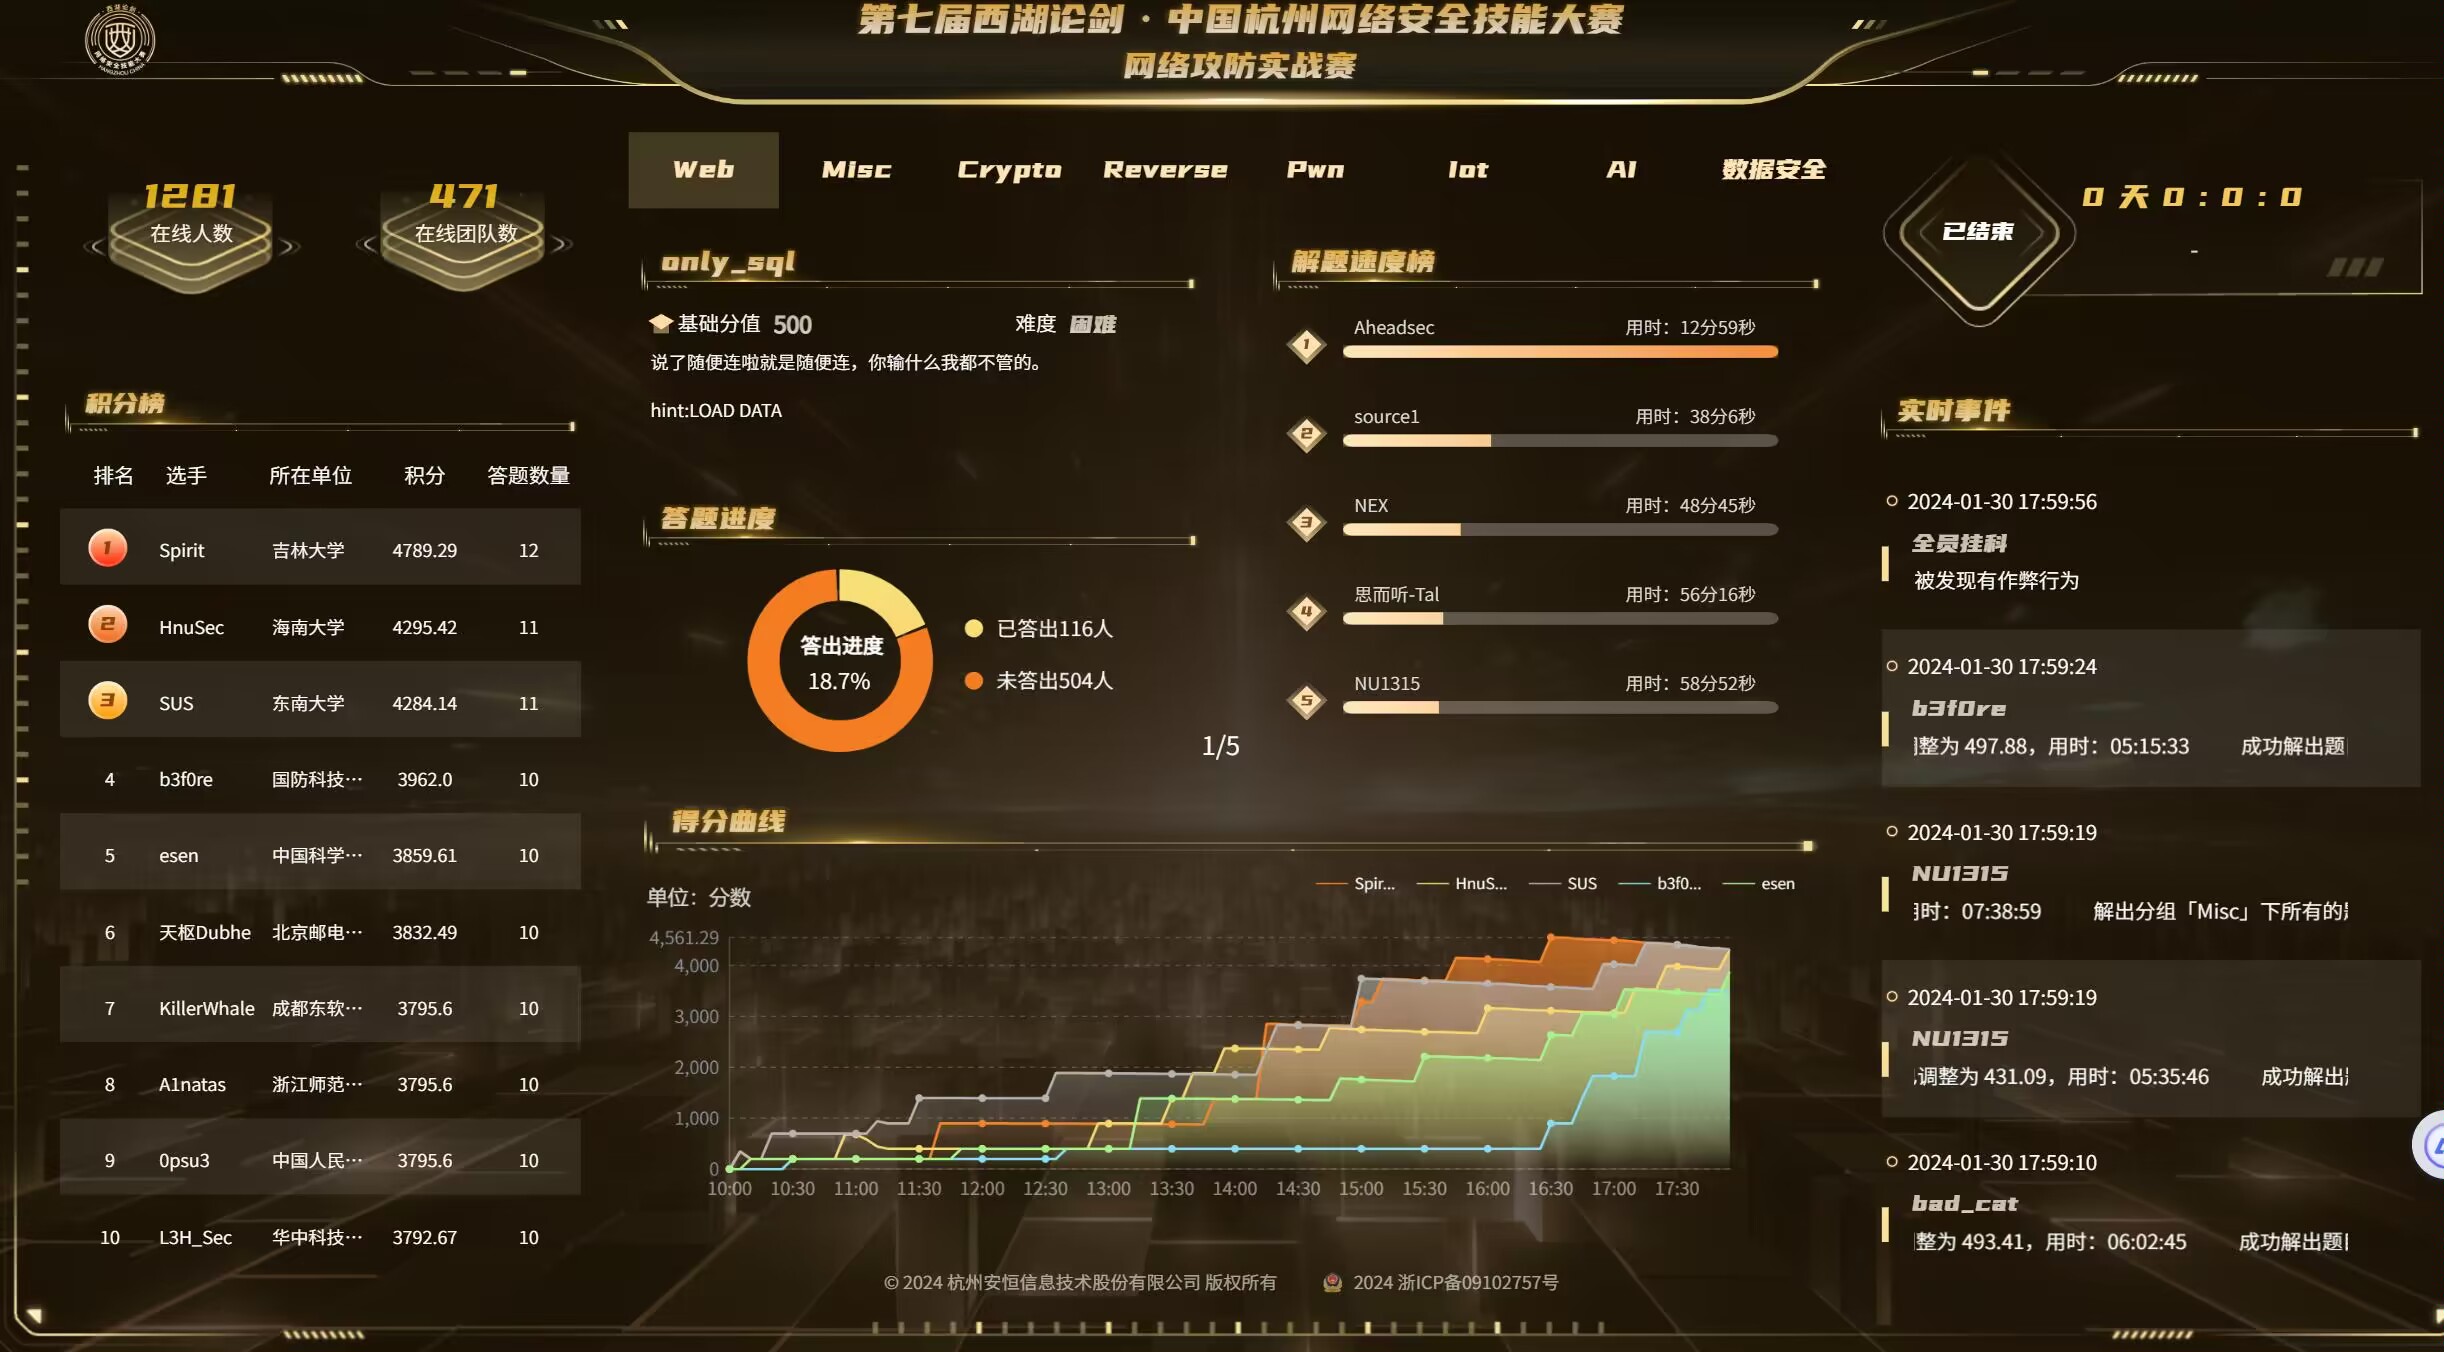 第七届西湖论剑 · 中国杭州网络安全技能大赛
网络攻防实战赛
1281
在线人数
471
在线团队数
Web Misc Crypto Reverse Pwn Iot AI 数据安全
已结束
0 天 0 : 0 : 0
-
only_sql
基础分值 500 难度 困难
说了随便连啦就是随便连，你输什么我都不管的。
hint:LOAD DATA
解题速度榜
1 Aheadsec 用时：12分59秒
2 source1 用时：38分6秒
3 NEX 用时：48分45秒
4 思而听-Tal 用时：56分16秒
5 NU1315 用时：58分52秒
答题进度
答出进度
18.7%
已答出116人
未答出504人
1/5
积分榜
排名 选手 所在单位 积分 答题数量
1 Spirit 吉林大学 4789.29 12
2 HnuSec 海南大学 4295.42 11
3 SUS 东南大学 4284.14 11
4 b3f0re 国防科技… 3962.0 10
5 esen 中国科学… 3859.61 10
6 天枢Dubhe 北京邮电… 3832.49 10
7 KillerWhale 成都东软… 3795.6 10
8 A1natas 浙江师范… 3795.6 10
9 0psu3 中国人民… 3795.6 10
10 L3H_Sec 华中科技… 3792.67 10
得分曲线
单位：分数
Spir... HnuS... SUS b3f0... esen
4,561.29
4,000
3,000
2,000
1,000
0
10:00 10:30 11:00 11:30 12:00 12:30 13:00 13:30 14:00 14:30 15:00 15:30 16:00 16:30 17:00 17:30
实时事件
2024-01-30 17:59:56
全员挂科
被发现有作弊行为
2024-01-30 17:59:24
b3f0re
整为 497.88，用时：05:15:33 成功解出题
2024-01-30 17:59:19
NU1315
时：07:38:59 解出分组「Misc」下所有的
2024-01-30 17:59:19
NU1315
调整为 431.09，用时：05:35:46 成功解出
2024-01-30 17:59:10
bad_cat
整为 493.41，用时：06:02:45 成功解出题
© 2024 杭州安恒信息技术股份有限公司 版权所有 2024 浙ICP备09102757号